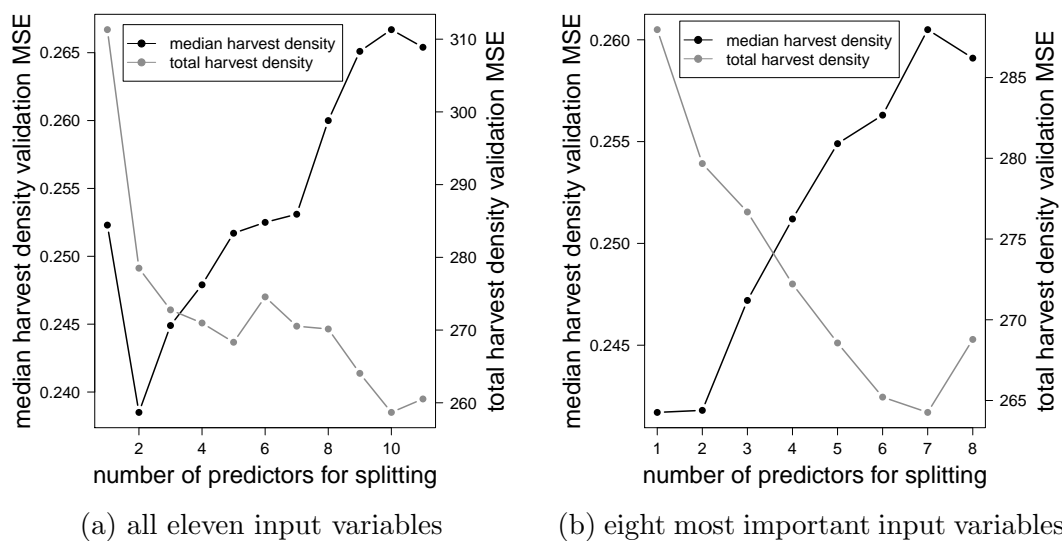 median harvest density validation MSE
0.265
0.260
0.255
0.250
0.245
0.240
median harvest density
total harvest density
310
300
290
280
270
260
total harvest density validation MSE
2 4 6 8 10
number of predictors for splitting
(a) all eleven input variables
median harvest density validation MSE
0.260
0.255
0.250
0.245
median harvest density
total harvest density
285
280
275
270
265
total harvest density validation MSE
1 2 3 4 5 6 7 8
number of predictors for splitting
(b) eight most important input variables